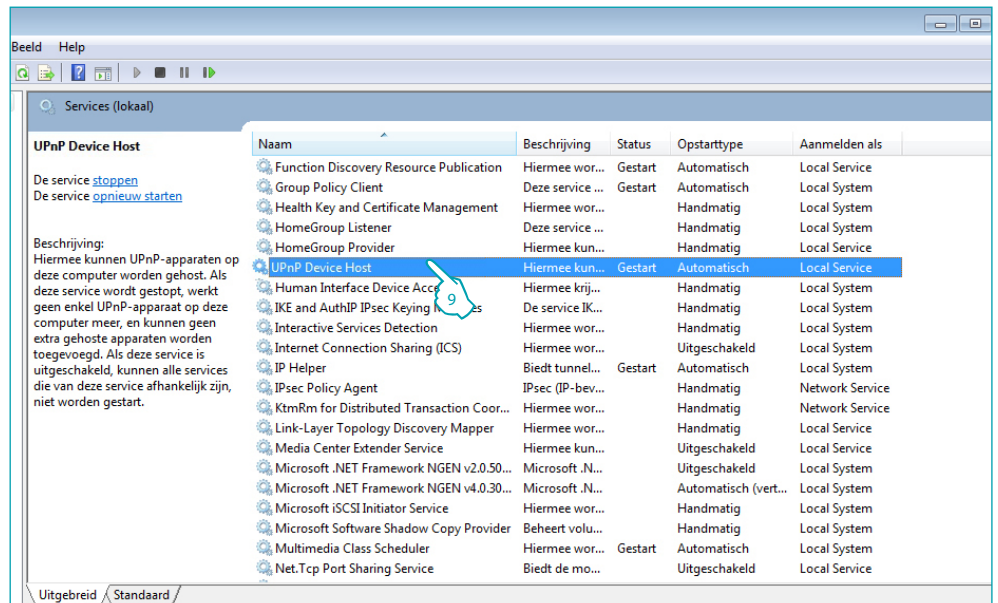 Beeld Help
Services (lokaal)
UPnP Device Host
De service stoppen
De service opnieuw starten
Beschrijving:
Hiermee kunnen UPnP-apparaten op
deze computer worden gehost. Als
deze service wordt gestopt, werkt
geen enkel UPnP-apparaat op deze
computer meer, en kunnen geen
extra gehoste apparaten worden
toegevoegd. Als deze service is
uitgeschakeld, kunnen alle services
die van deze service afhankelijk zijn,
niet worden gestart.
Naam Beschrijving Status Opstarttype Aanmelden als
Function Discovery Resource Publication Hiermee wor... Gestart Automatisch Local Service
Group Policy Client Deze service ... Gestart Automatisch Local System
Health Key and Certificate Management Hiermee wor... Handmatig Local System
HomeGroup Listener Deze service ... Handmatig Local System
HomeGroup Provider Hiermee kun... Handmatig Local Service
UPnP Device Host Hiermee kun... Gestart Automatisch Local Service
Human Interface Device Acce Hiermee krij... Handmatig Local System
9
IKE and AuthIP IPsec Keying es De service IK... Handmatig Local System
Interactive Services Detection Hiermee wor... Handmatig Local System
Internet Connection Sharing (ICS) Hiermee wor... Uitgeschakeld Local System
IP Helper Biedt tunnel... Gestart Automatisch Local System
IPsec Policy Agent IPsec (IP-bev... Handmatig Network Service
KtmRm for Distributed Transaction Coor... Hiermee wor... Handmatig Network Service
Link-Layer Topology Discovery Mapper Hiermee wor... Handmatig Local Service
Media Center Extender Service Hiermee kun... Uitgeschakeld Local Service
Microsoft .NET Framework NGEN v2.0.50... Microsoft .N... Uitgeschakeld Local System
Microsoft .NET Framework NGEN v4.0.30... Microsoft .N... Automatisch (vert... Local System
Microsoft iSCSI Initiator Service Hiermee wor... Handmatig Local System
Microsoft Software Shadow Copy Provider Beheert volu... Handmatig Local System
Multimedia Class Scheduler Hiermee wor... Gestart Automatisch Local System
Net.Tcp Port Sharing Service Biedt de mo... Uitgeschakeld Local Service
Uitgebreid Standaard